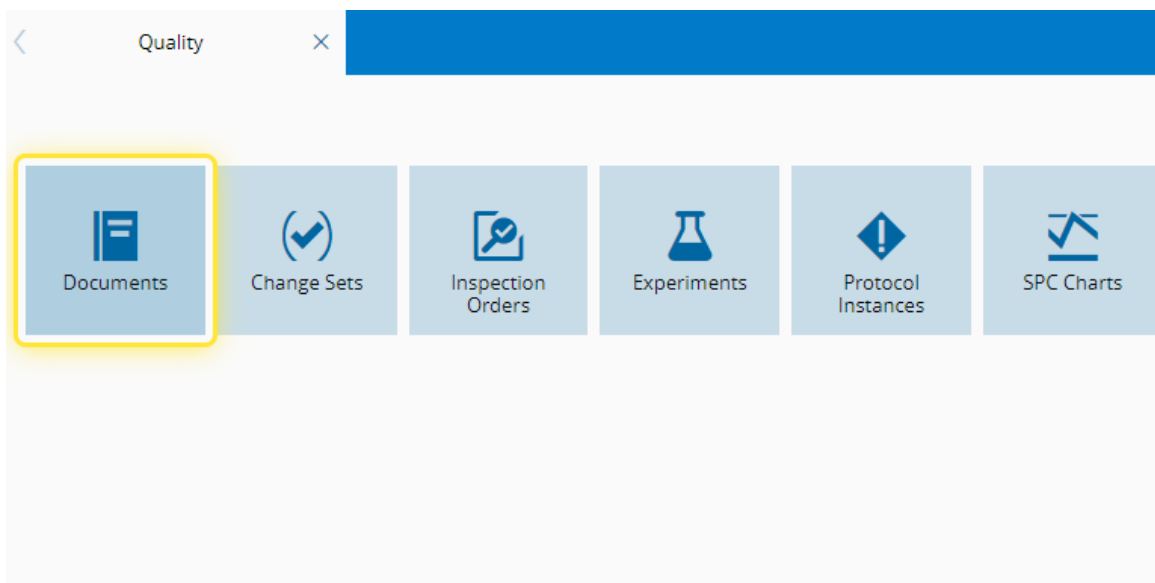 Quality
Documents
Change Sets
Inspection
Orders
Experiments
Protocol
Instances
SPC Charts